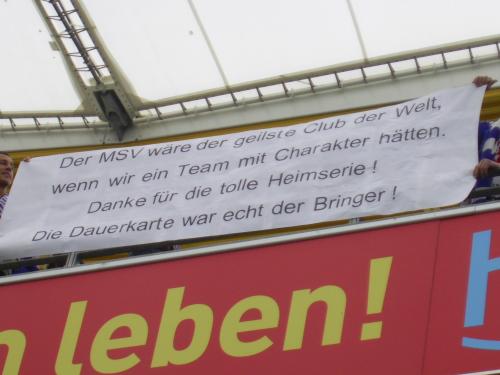 Der MSV wäre der geilste Club der Welt,
wenn wir ein Team mit Charakter hätten.
Danke für die tolle Heimserie !
Die Dauerkarte war echt der Bringer !
n leben!
h